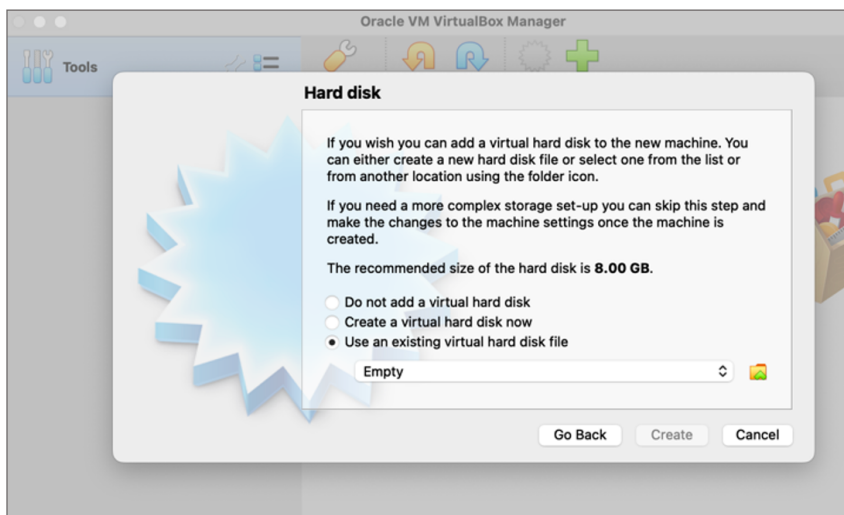 Oracle VM VirtualBox Manager
Tools
Hard disk
If you wish you can add a virtual hard disk to the new machine. You
can either create a new hard disk file or select one from the list or
from another location using the folder icon.
If you need a more complex storage set-up you can skip this step and
make the changes to the machine settings once the machine is
created.
The recommended size of the hard disk is 8.00 GB.
Do not add a virtual hard disk
Create a virtual hard disk now
Use an existing virtual hard disk file
Empty
Go Back
Create
Cancel